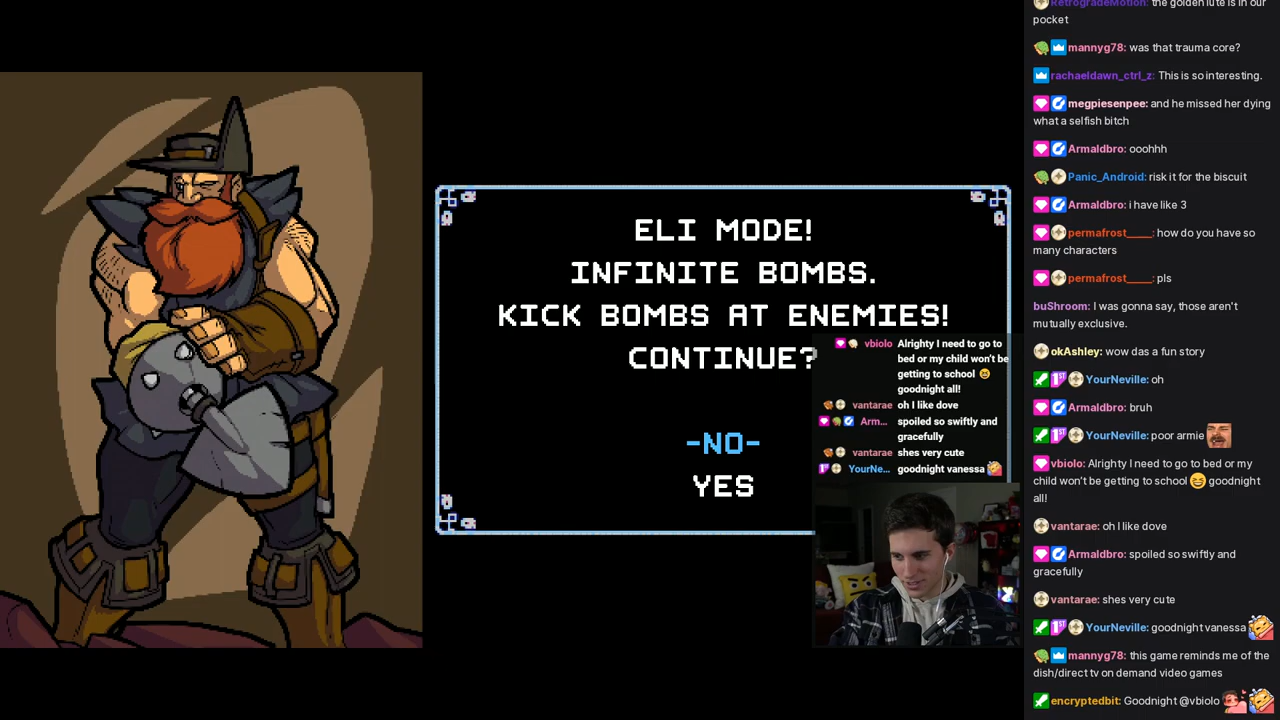 ELI MODE!
INFINITE BOMBS.
KICK BOMBS AT ENEMIES!
CONTINUE?
-NO-
YES
vbiolo Alrighty I need to go to
bed or my child won't be
getting to school
goodnight all!
vantarae oh I like dove
Arm... spoiled so swiftly and
gracefully
vantarae shes very cute
YourNe... goodnight vanessa
RetrogradeMotion: the golden lute is in our
pocket
mannyg78: was that trauma core?
rachaeldawn_ctrl_z: This is so interesting.
megpiesenpee: and he missed her dying
what a selfish bitch
Armaldbro: ooohhh
Panic_Android: risk it for the biscuit
Armaldbro: i have like 3
permafrost_____: how do you have so
many characters
permafrost_____: pls
buShroom: I was gonna say, those aren't
mutually exclusive.
okAshley: wow das a fun story
YourNeville: oh
Armaldbro: bruh
YourNeville: poor armie
vbiolo: Alrighty I need to go to bed or my
child won't be getting to school goodnight
all!
vantarae: oh I like dove
Armaldbro: spoiled so swiftly and
gracefully
vantarae: shes very cute
YourNeville: goodnight vanessa
mannyg78: this game reminds me of the
dish/direct tv on demand video games
encryptedbit: Goodnight @vbiolo